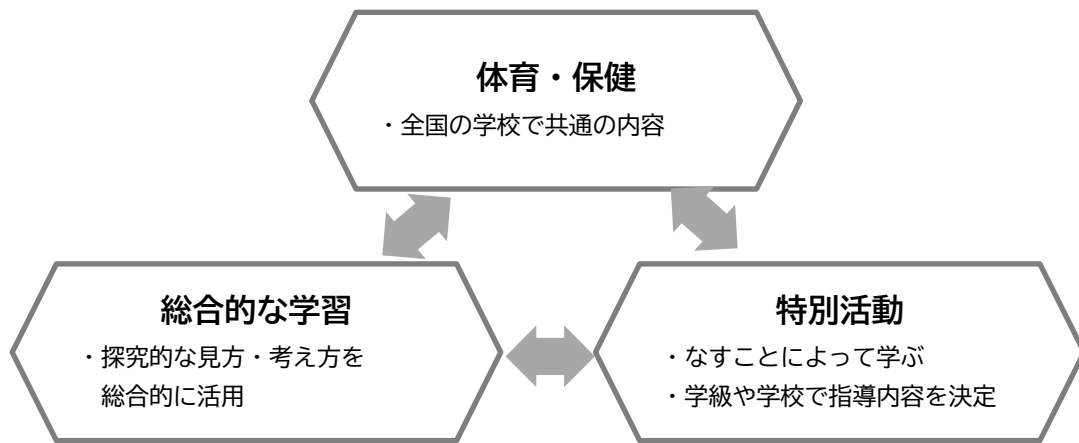 体育・保健
・全国の学校で共通の内容
総合的な学習
・探究的な見方・考え方を
総合的に活用
特別活動
・なすことによって学ぶ
・学級や学校で指導内容を決定